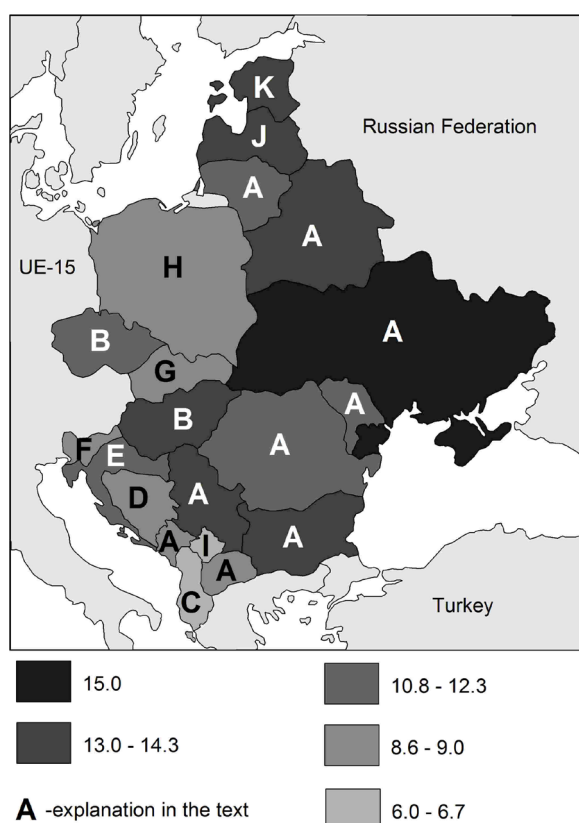 K
Russian Federation
J
A
A
UE-15
H
B
A
G
A
B
A
F
E
D
A
A
I
A
A
C
Turkey
15.0
10.8 - 12.3
13.0 - 14.3
8.6 - 9.0
A -explanation in the text
6.0 - 6.7